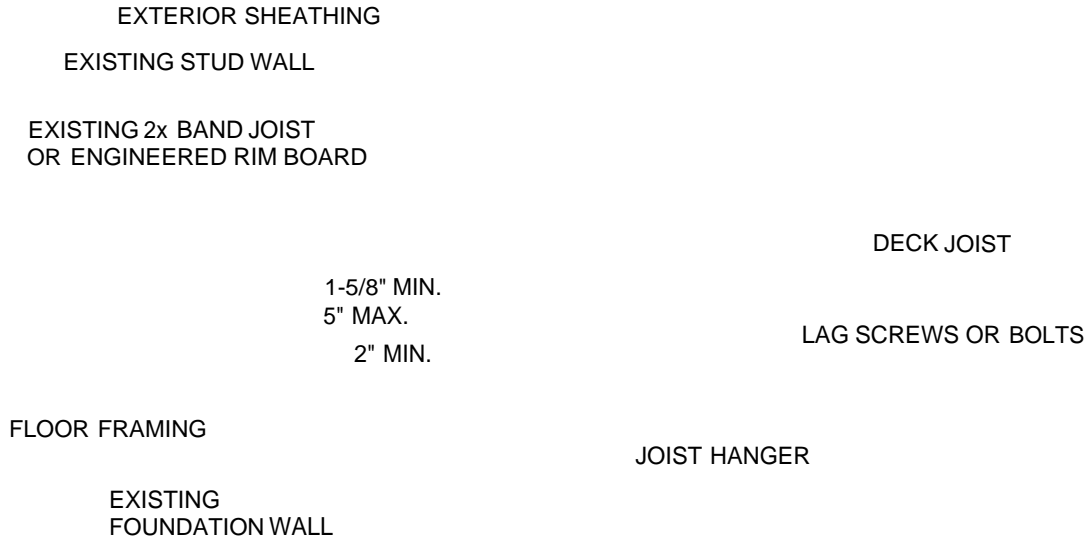 EXTERIOR SHEATHING
EXISTING STUD WALL
EXISTING 2x BAND JOIST
OR ENGINEERED RIM BOARD
DECK JOIST
1-5/8" MIN.
5" MAX.
LAG SCREWS OR BOLTS
2" MIN.
FLOOR FRAMING
JOIST HANGER
EXISTING
FOUNDATION WALL